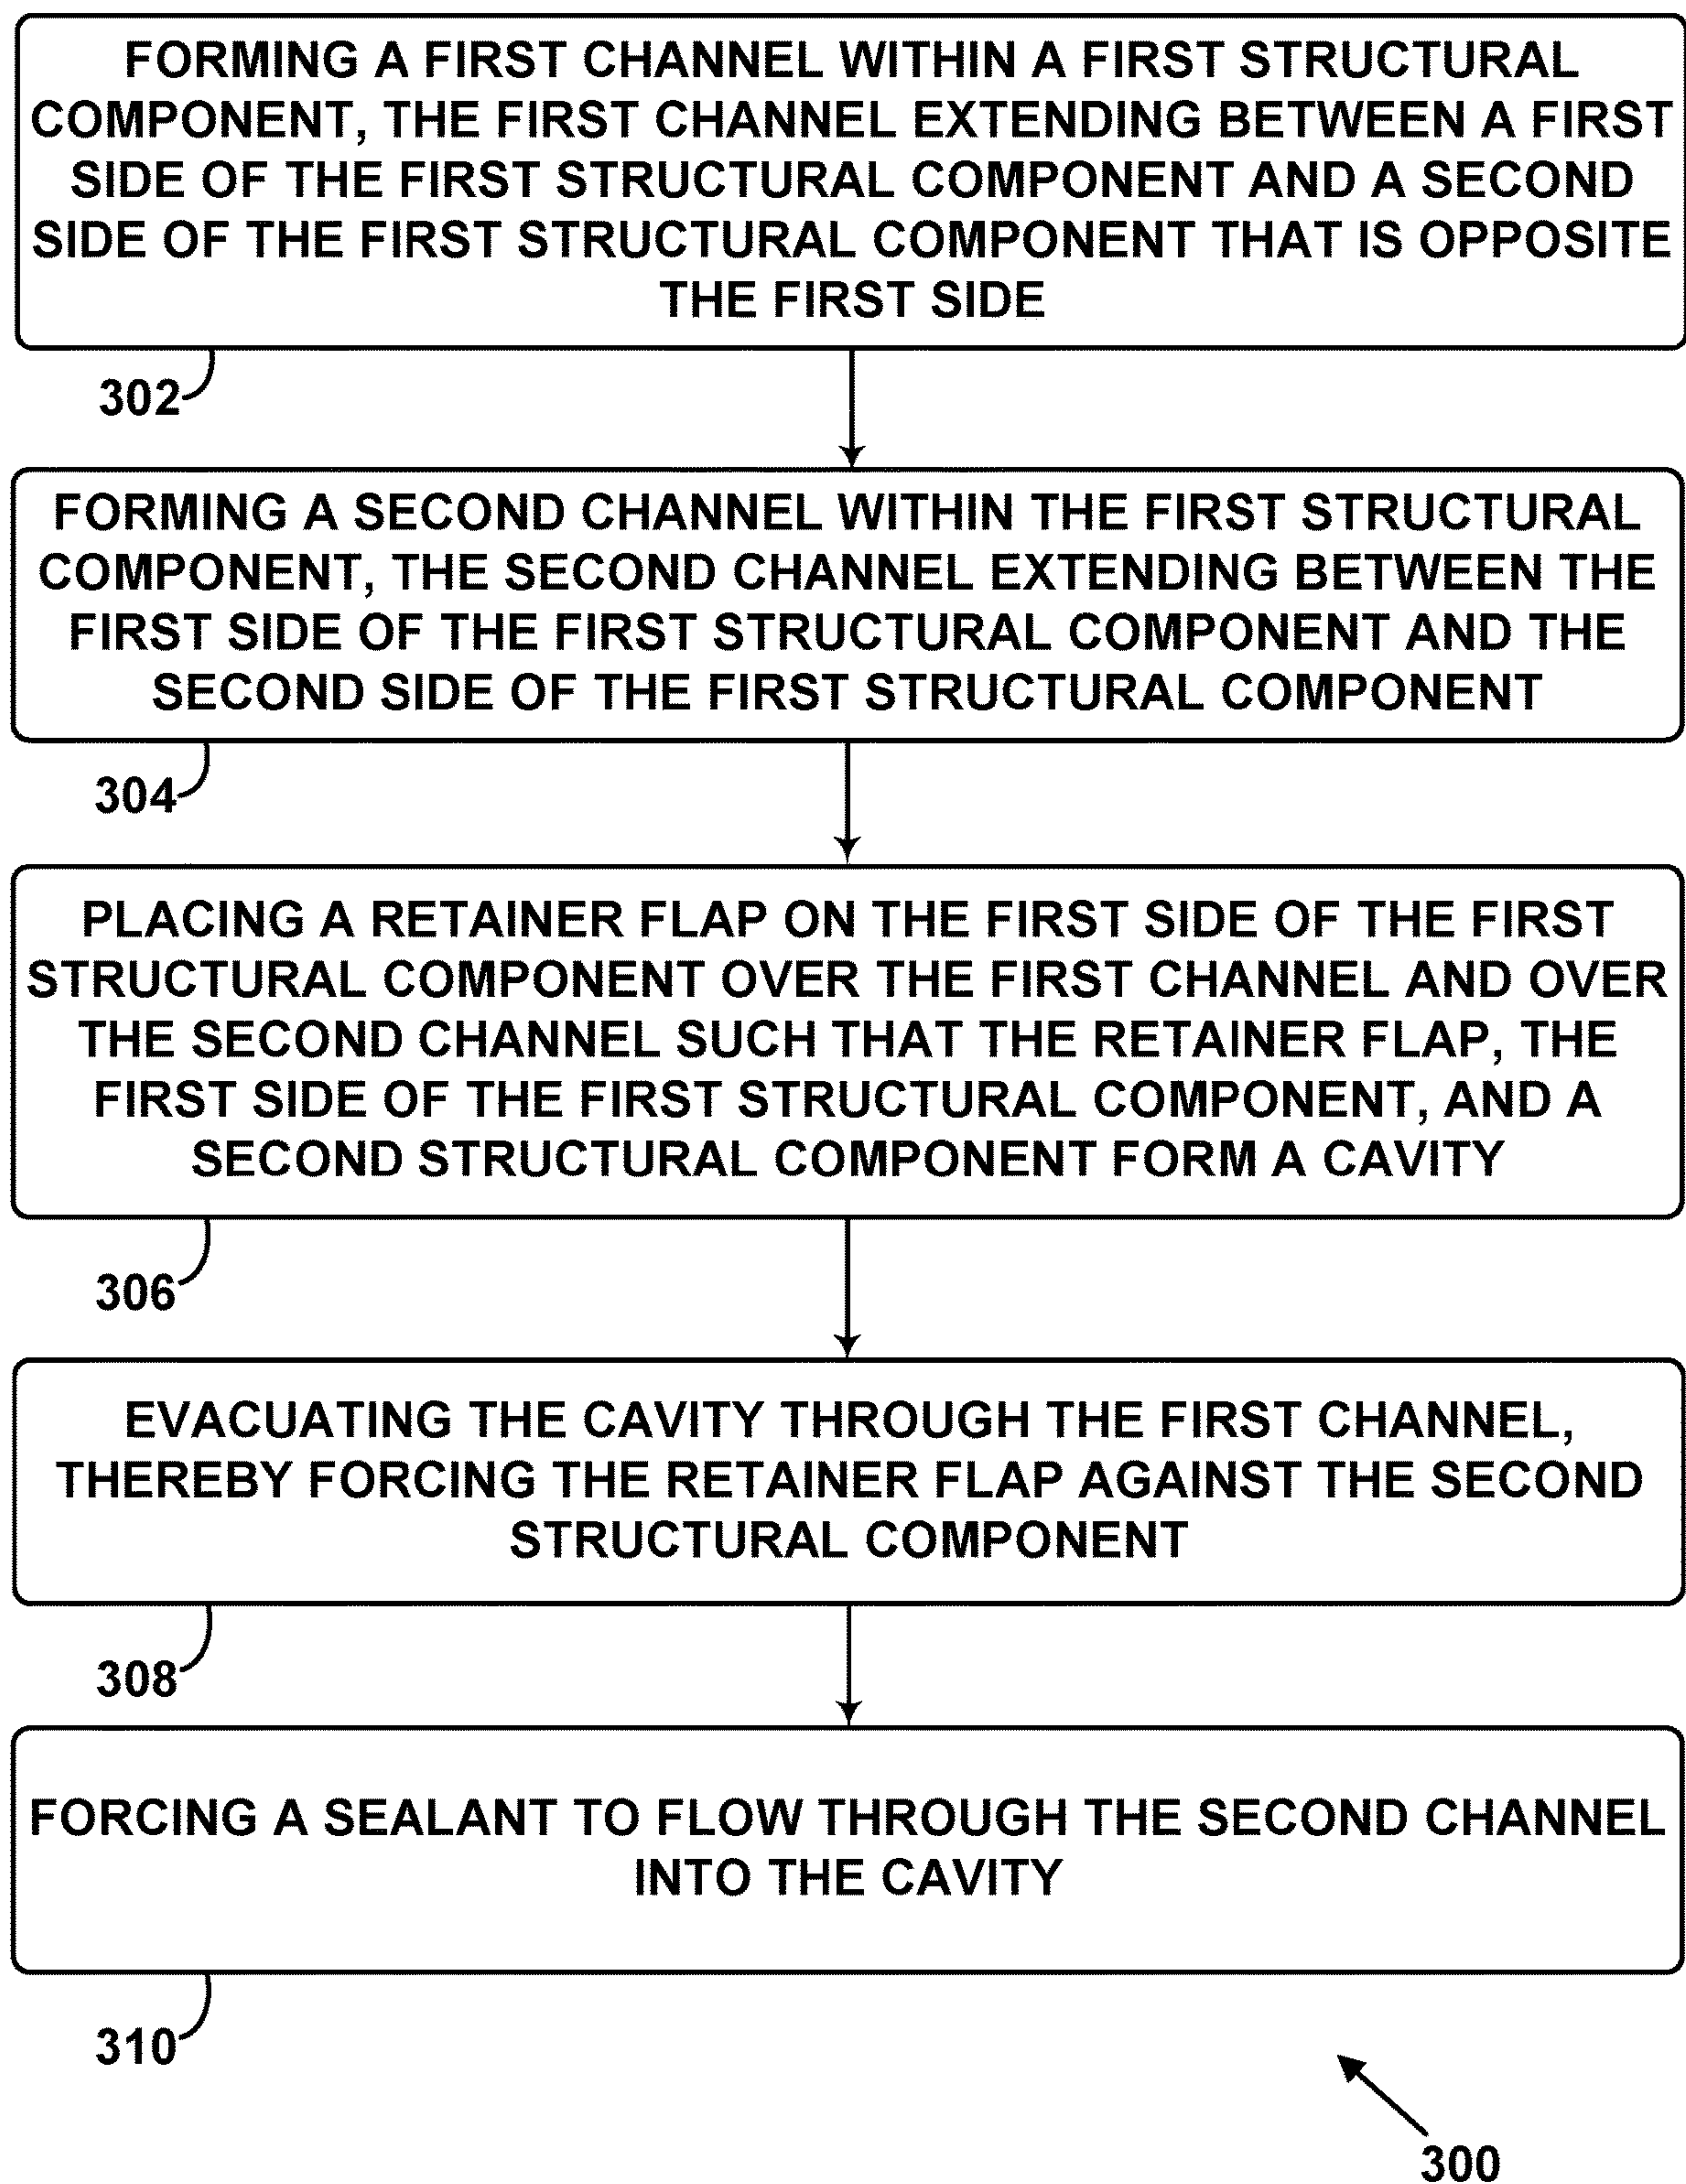 FORMING A FIRST CHANNEL WITHIN A FIRST STRUCTURAL
COMPONENT, THE FIRST CHANNEL EXTENDING BETWEEN A FIRST
SIDE OF THE FIRST STRUCTURAL COMPONENT AND A SECOND
SIDE OF THE FIRST STRUCTURAL COMPONENT THAT IS OPPOSITE
THE FIRST SIDE
302
FORMING A SECOND CHANNEL WITHIN THE FIRST STRUCTURAL
COMPONENT, THE SECOND CHANNEL EXTENDING BETWEEN THE
FIRST SIDE OF THE FIRST STRUCTURAL COMPONENT AND THE
SECOND SIDE OF THE FIRST STRUCTURAL COMPONENT
304
PLACING A RETAINER FLAP ON THE FIRST SIDE OF THE FIRST
STRUCTURAL COMPONENT OVER THE FIRST CHANNEL AND OVER
THE SECOND CHANNEL SUCH THAT THE RETAINER FLAP, THE
FIRST SIDE OF THE FIRST STRUCTURAL COMPONENT, AND A
SECOND STRUCTURAL COMPONENT FORM A CAVITY
306
EVACUATING THE CAVITY THROUGH THE FIRST CHANNEL,
THEREBY FORCING THE RETAINER FLAP AGAINST THE SECOND
STRUCTURAL COMPONENT
308
FORCING A SEALANT TO FLOW THROUGH THE SECOND CHANNEL
INTO THE CAVITY
310
300